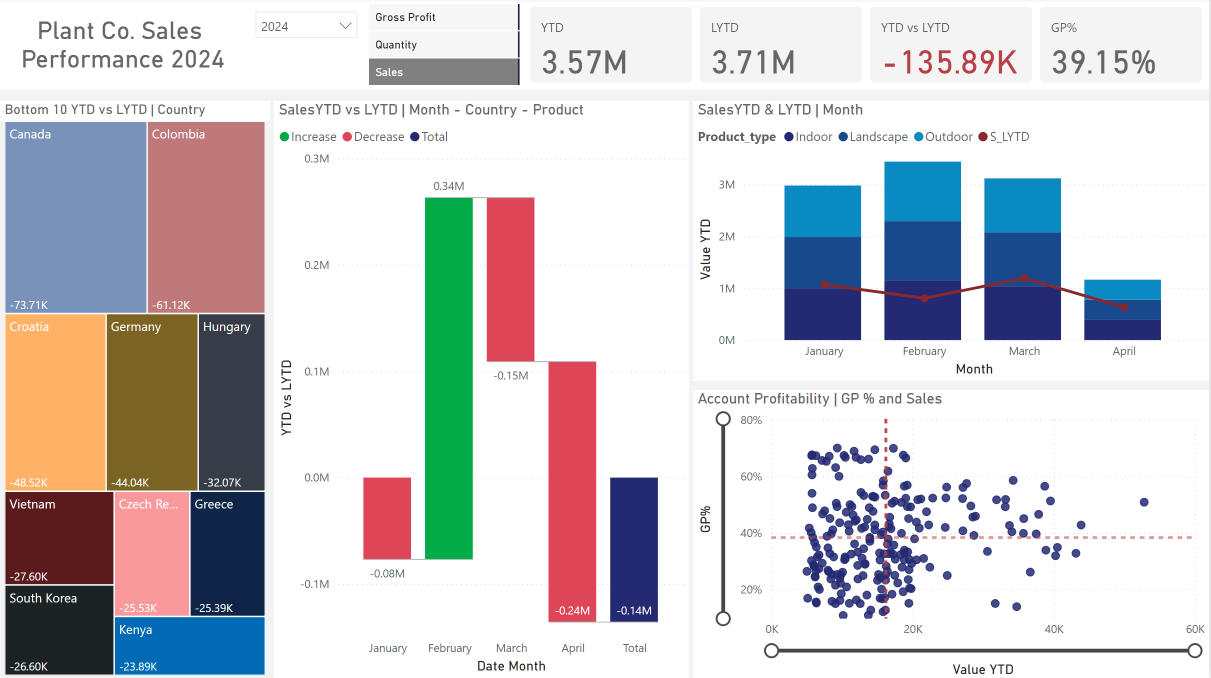 Plant Co. Sales
Performance 2024
2024
Gross Profit
Quantity
Sales
YTD
3.57M
LYTD
3.71M
YTD vs LYTD
-135.89K
GP%
39.15%
Bottom 10 YTD vs LYTD | Country
Canada
-73.71K
Colombia
-61.12K
Croatia
-48.52K
Germany
-44.04K
Hungary
-32.07K
Vietnam
-27.60K
Czech Re...
-25.53K
Greece
-25.39K
South Korea
-26.60K
Kenya
-23.89K
SalesYTD vs LYTD | Month - Country - Product
Increase Decrease Total
YTD vs LYTD
0.3M
0.2M
0.1M
0.0M
-0.1M
-0.08M
0.34M
-0.15M
-0.24M
-0.14M
January February March April Total
Date Month
SalesYTD & LYTD | Month
Product_type Indoor Landscape Outdoor S_LYTD
Value YTD
3M
2M
1M
0M
January February March April
Month
Account Profitability | GP % and Sales
GP%
80%
60%
40%
20%
0K 20K 40K 60K
Value YTD